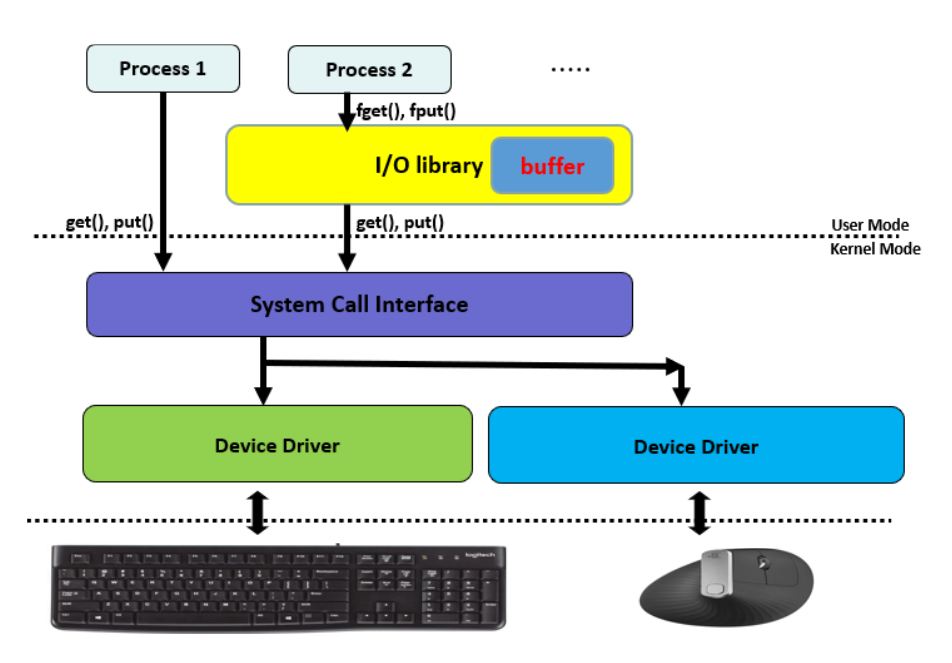 Process 1
Process 2
.....
fget(), fput()
I/O library
buffer
get(), put()
get(), put()
User Mode
Kernel Mode
System Call Interface
Device Driver
Device Driver
logitech